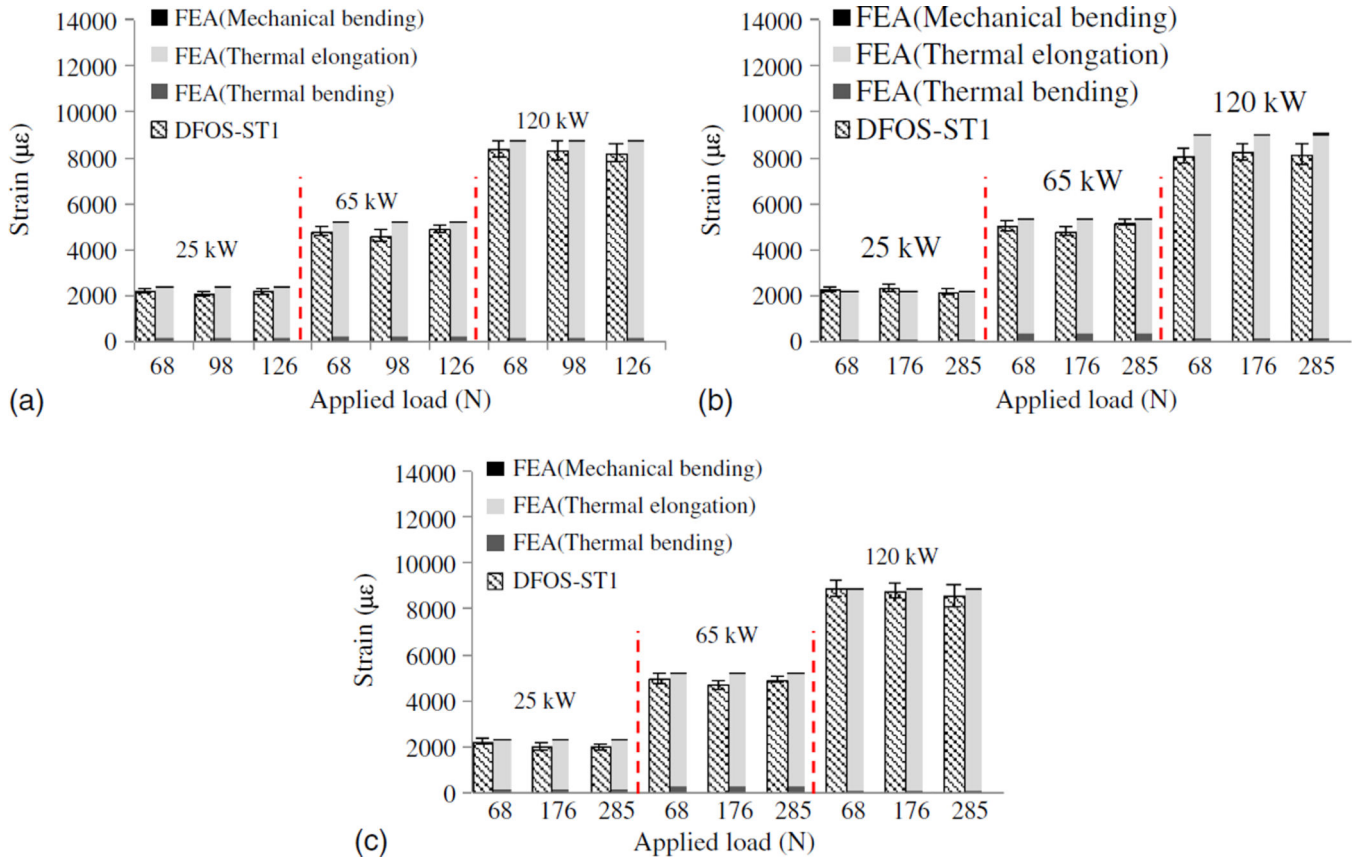 14000
12000
10000
8000
6000
4000
2000
0
Strain (με)
FEA(Mechanical bending)
FEA(Thermal elongation)
FEA(Thermal bending)
DFOS-ST1
25 kW
65 kW
120 kW
68 98 126 68 98 126 68 98 126
Applied load (N)
(a)
14000
12000
10000
8000
6000
4000
2000
0
Strain (με)
FEA(Mechanical bending)
FEA(Thermal elongation)
FEA(Thermal bending)
DFOS-ST1
25 kW
65 kW
120 kW
68 176 285 68 176 285 68 176 285
Applied load (N)
(b)
14000
12000
10000
8000
6000
4000
2000
0
Strain (με)
FEA(Mechanical bending)
FEA(Thermal elongation)
FEA(Thermal bending)
DFOS-ST1
25 kW
65 kW
120 kW
68 176 285 68 176 285 68 176 285
Applied load (N)
(c)